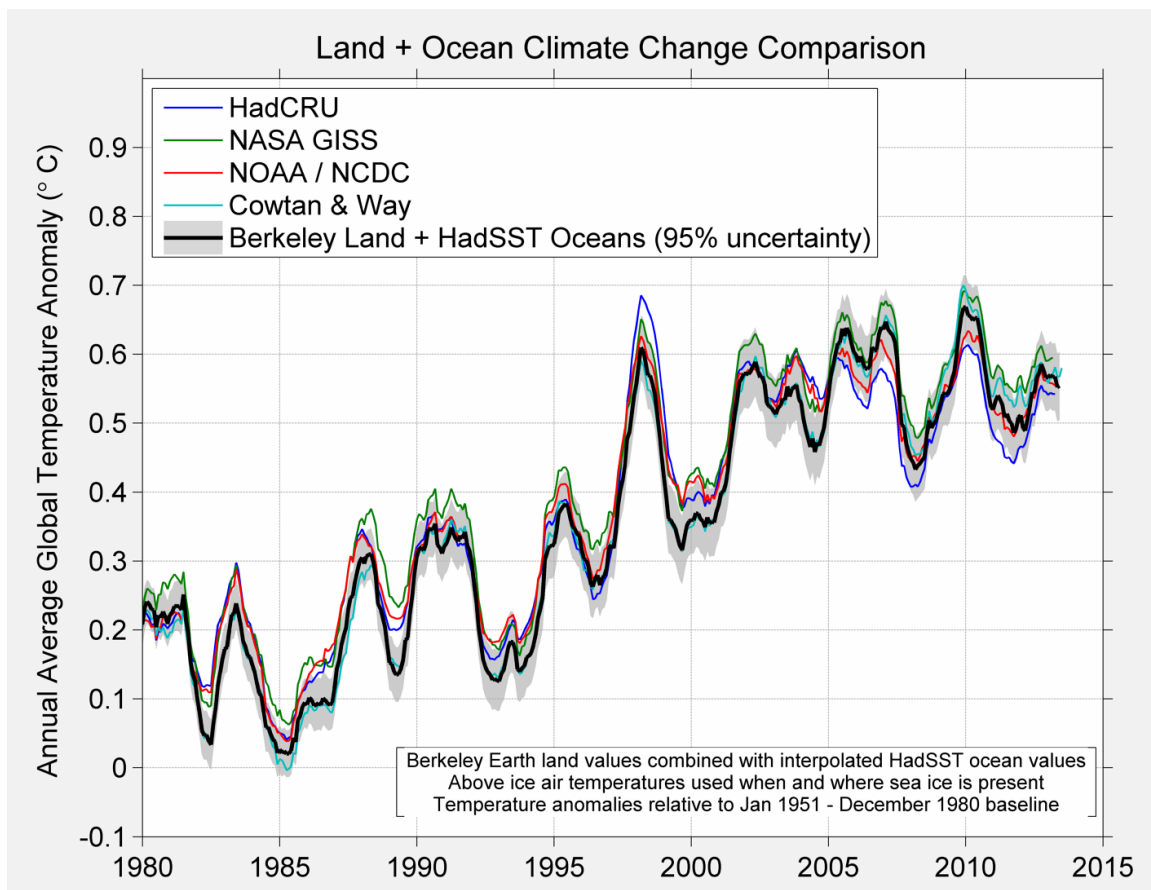 Land + Ocean Climate Change Comparison
HadCRU
NASA GISS
NOAA / NCDC
Cowtan & Way
Berkeley Land + HadSST Oceans (95% uncertainty)
Annual Average Global Temperature Anomaly (° C)
0.9
0.8
0.7
0.6
0.5
0.4
0.3
0.2
0.1
0
-0.1
Berkeley Earth land values combined with interpolated HadSST ocean values
Above ice air temperatures used when and where sea ice is present
Temperature anomalies relative to Jan 1951 - December 1980 baseline
1980 1985 1990 1995 2000 2005 2010 2015